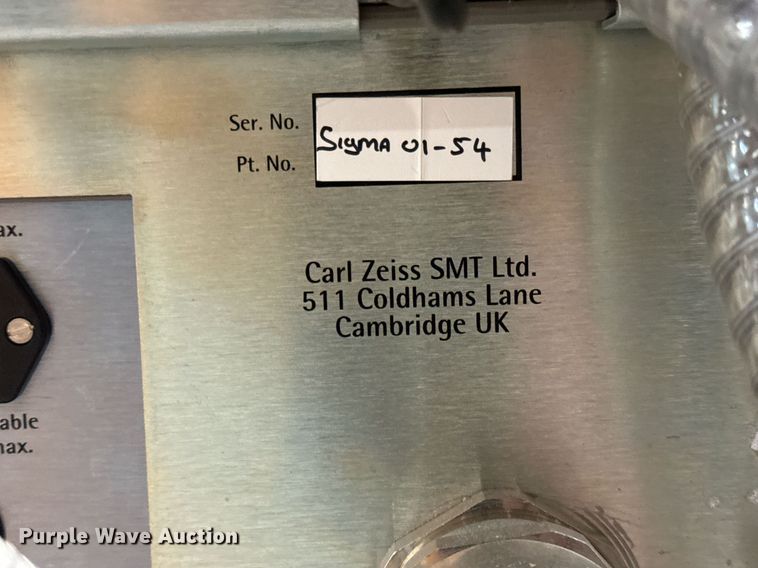 Ser. No.
Pt. No.
Sigma 01-54
Carl Zeiss SMT Ltd.
511 Coldhams Lane
Cambridge UK
ax.
able
ax.
Purple Wave Auction